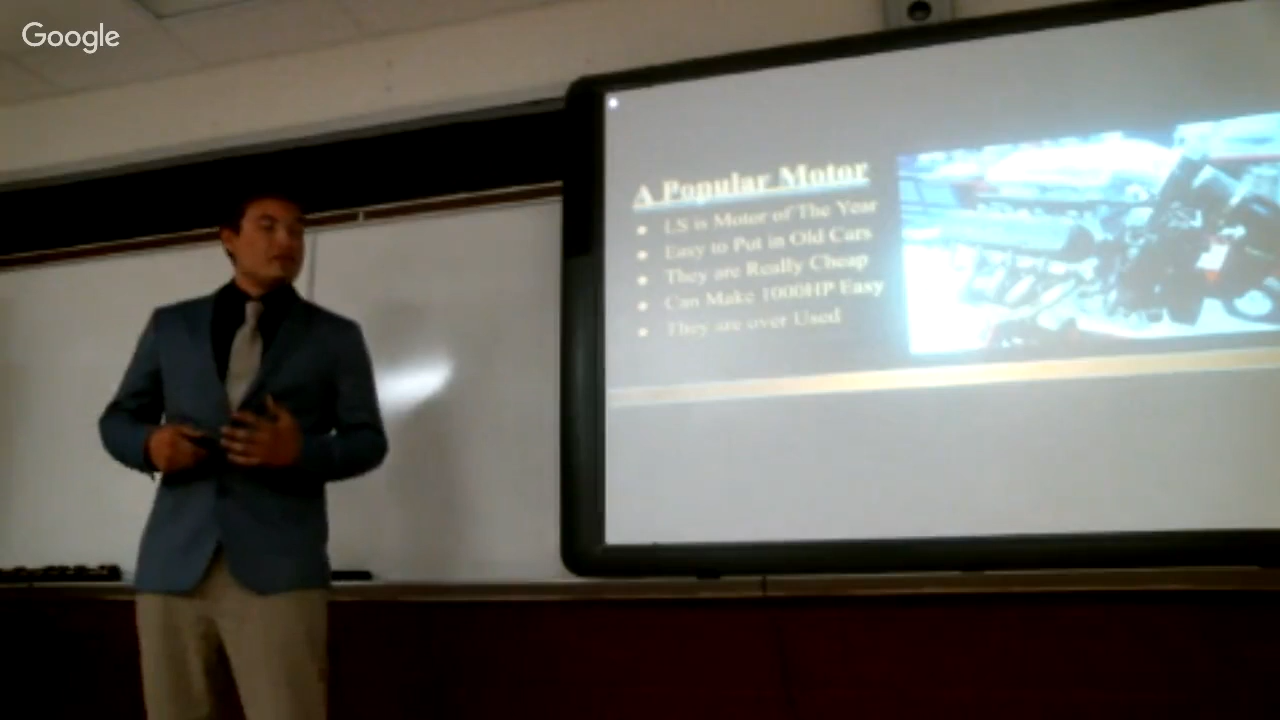 Google
A Popular Motor
LS is Motor of The Year
Easy to Put in Old Cars
They are Really Cheap
Can Make 1000HP Easy
They are over Used